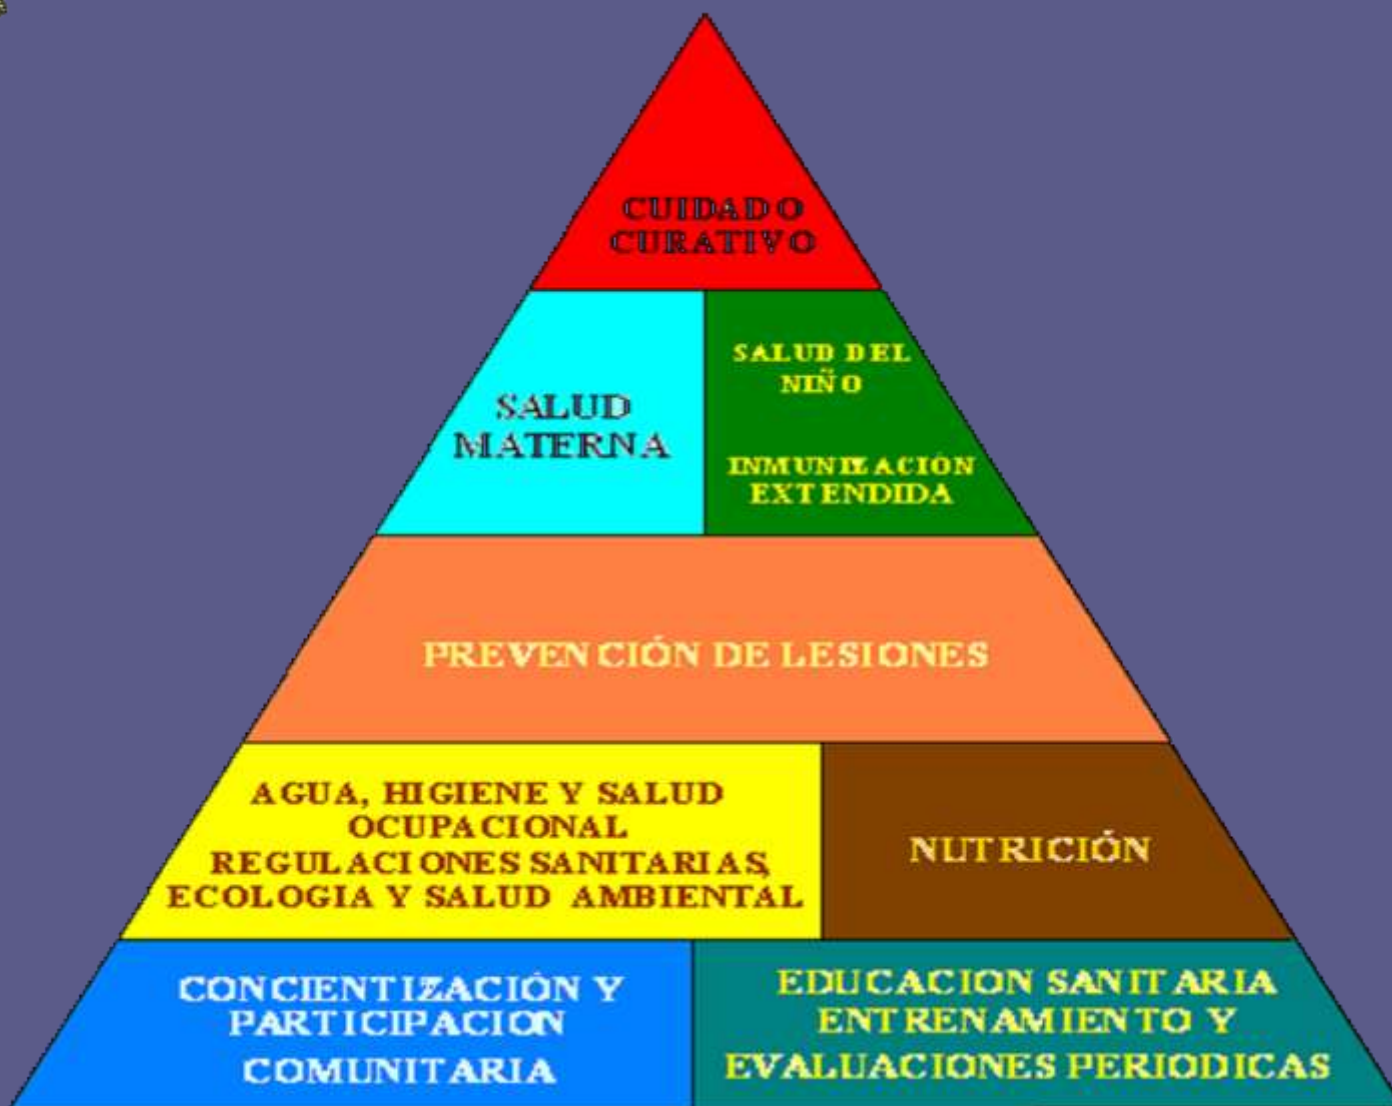 CUIDADO
CURATIVO
SALUD
MATERNA
SALUD DEL
NIÑO
INMUNIZACIÓN
EXTENDIDA
PREVENCIÓN DE LESIONES
AGUA, HIGIENE Y SALUD
OCUPACIONAL
REGULACIONES SANITARIAS,
ECOLOGIA Y SALUD AMBIENTAL
NUTRICIÓN
CONCIENTIZACIÓN Y
PARTICIPACION
COMUNITARIA
EDUCACION SANITARIA
ENTRENAMIENTO Y
EVALUACIONES PERIODICAS